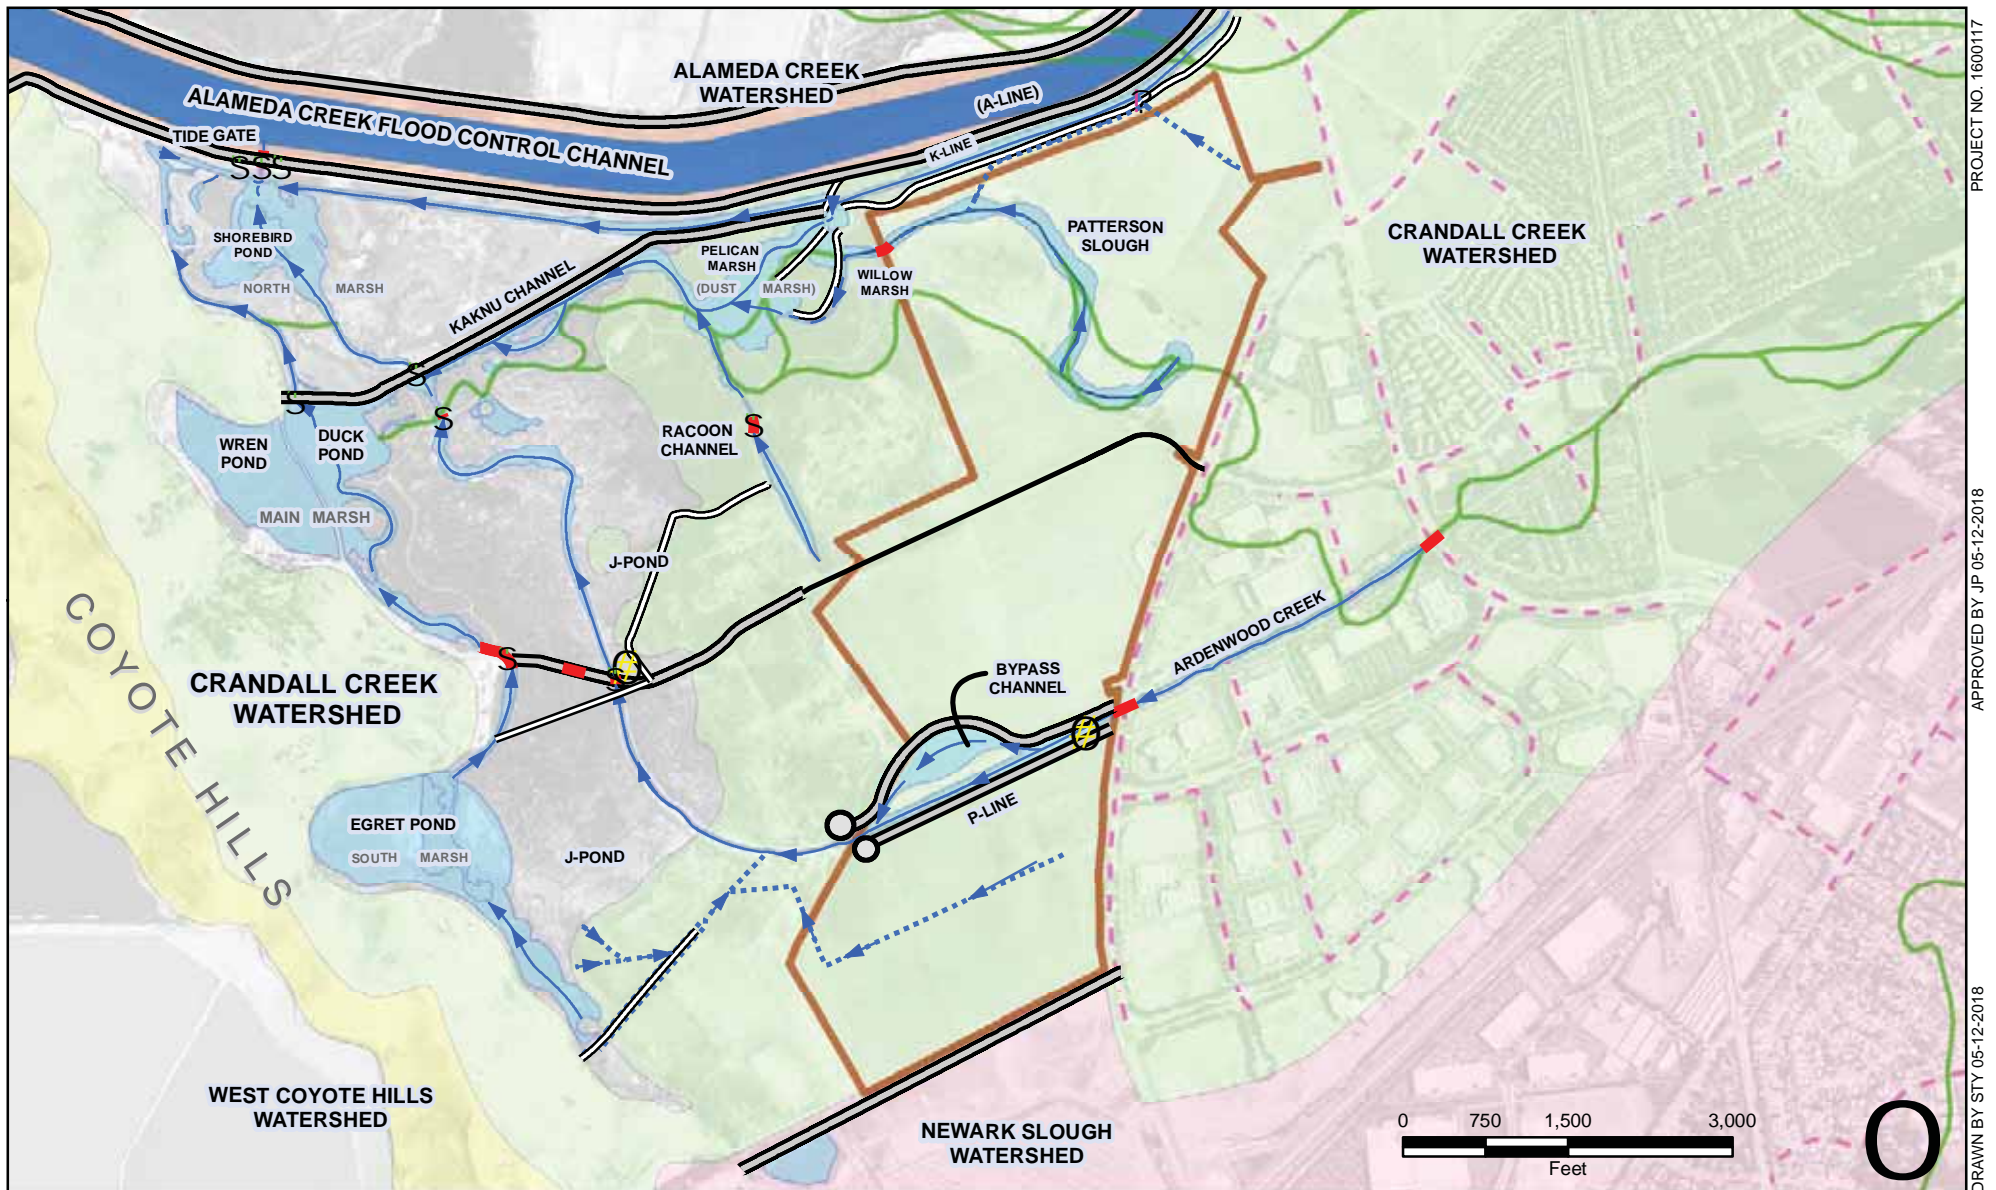 ALAMEDA CREEK
WATERSHED
(A-LINE)
ALAMEDA CREEK FLOOD CONTROL CHANNEL
TIDE GATE
SSS
K-LINE
P
SHOREBIRD
POND
NORTH MARSH
PELICAN
MARSH
(DUST MARSH)
WILLOW
MARSH
PATTERSON
SLOUGH
CRANDALL CREEK
WATERSHED
KAKNU CHANNEL
S
S
S
S
WREN
POND
DUCK
POND
MAIN MARSH
RACOON
CHANNEL
J-POND
COYOTE HILLS
CRANDALL CREEK
WATERSHED
S
S
#
ARDENWOOD CREEK
BYPASS
CHANNEL
#
P-LINE
EGRET POND
SOUTH MARSH
J-POND
WEST COYOTE HILLS
WATERSHED
NEWARK SLOUGH
WATERSHED
0 750 1,500 3,000
Feet
O
PROJECT NO. 1600117
APPROVED BY JP 05-12-2018
DRAWN BY STY 05-12-2018